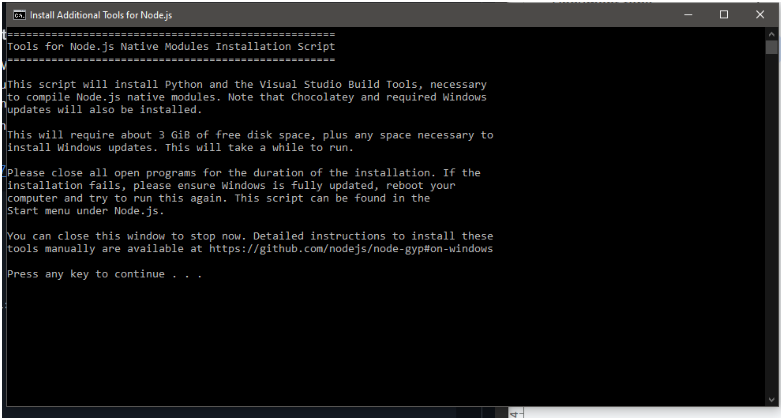 Install Additional Tools for Node.js
====================================================
Tools for Node.js Native Modules Installation Script
====================================================
This script will install Python and the Visual Studio Build Tools, necessary
to compile Node.js native modules. Note that Chocolatey and required Windows
updates will also be installed.
This will require about 3 GiB of free disk space, plus any space necessary to
install Windows updates. This will take a while to run.
Please close all open programs for the duration of the installation. If the
installation fails, please ensure Windows is fully updated, reboot your
computer and try to run this again. This script can be found in the
Start menu under Node.js.
You can close this window to stop now. Detailed instructions to install these
tools manually are available at https://github.com/nodejs/node-gyp#on-windows
Press any key to continue . . .